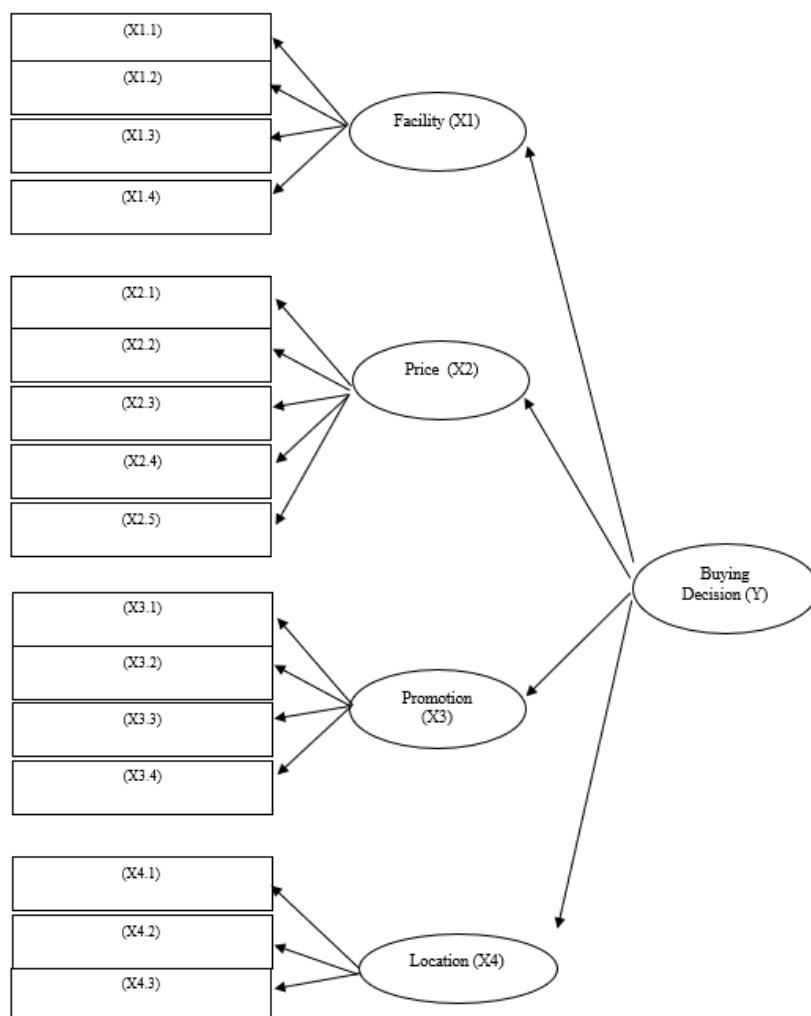 (X1.1)
(X1.2)
(X1.3)
(X1.4)
Facility (X1)
(X2.1)
(X2.2)
(X2.3)
(X2.4)
(X2.5)
Price (X2)
(X3.1)
(X3.2)
(X3.3)
(X3.4)
Promotion
(X3)
(X4.1)
(X4.2)
(X4.3)
Location (X4)
Buying
Decision (Y)